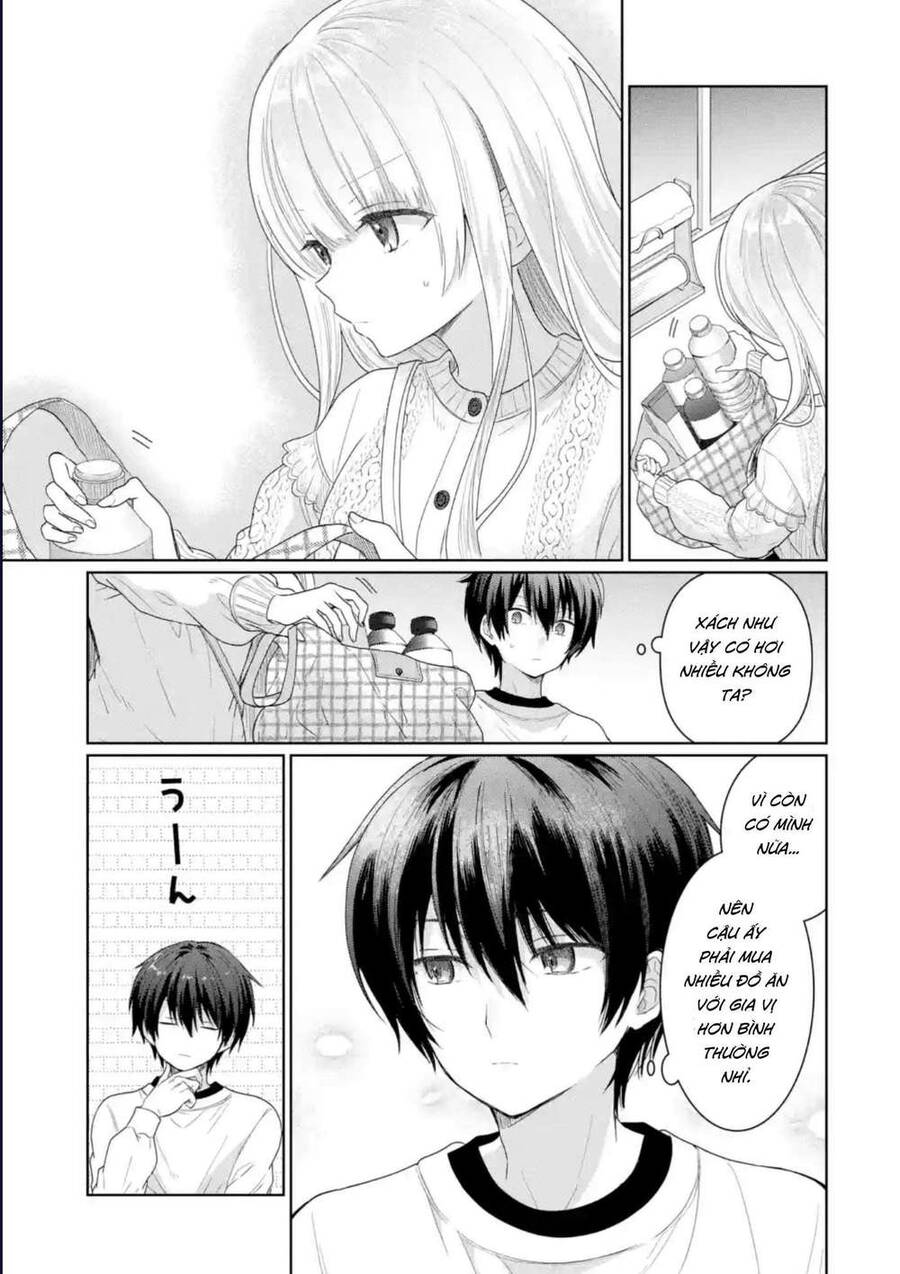 XÁCH NHƯ
VẬY CÓ HƠI
NHIỀU KHÔNG
TA?
VÌ CÒN
CÓ MÌNH
NỮA...
NÊN
CẬU ẤY
PHẢI MUA
NHIỀU ĐỒ ĂN
VỚI GIA VỊ
HƠN BÌNH
THƯỜNG
NHỈ.
うーん